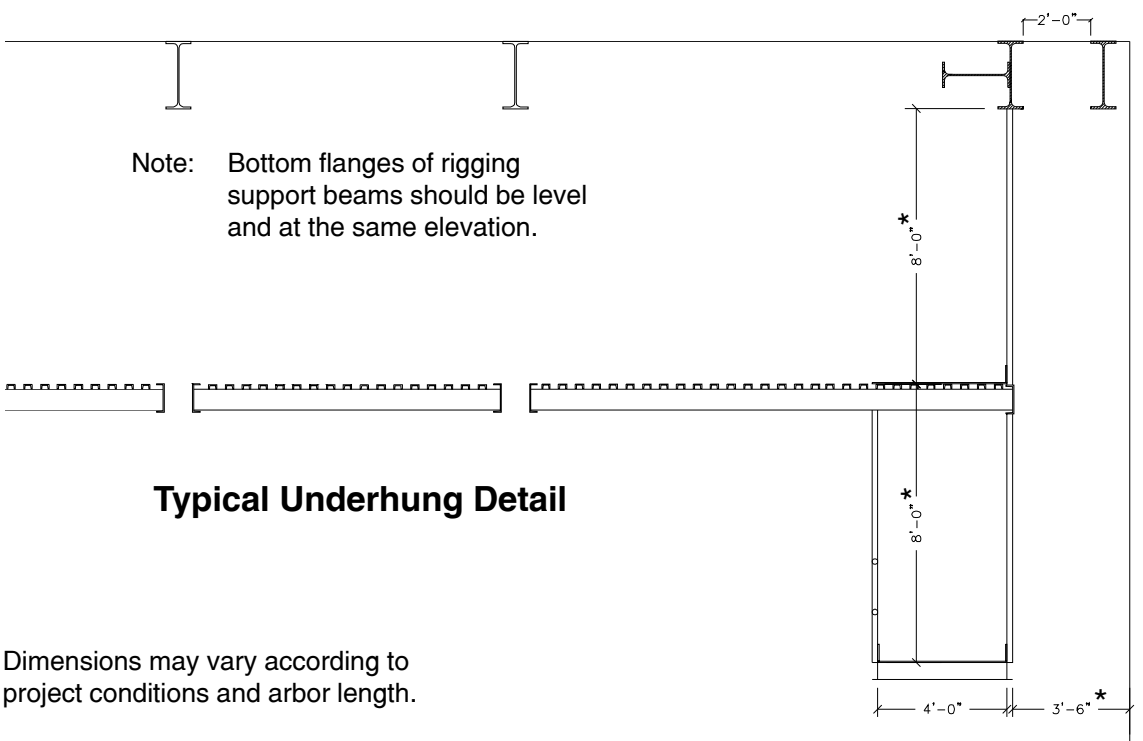 2'-0"
Note: Bottom flanges of rigging
support beams should be level
and at the same elevation.
8'-0"*
Typical Underhung Detail
8'-0"*
Dimensions may vary according to
project conditions and arbor length.
4'-0"
3'-6"*